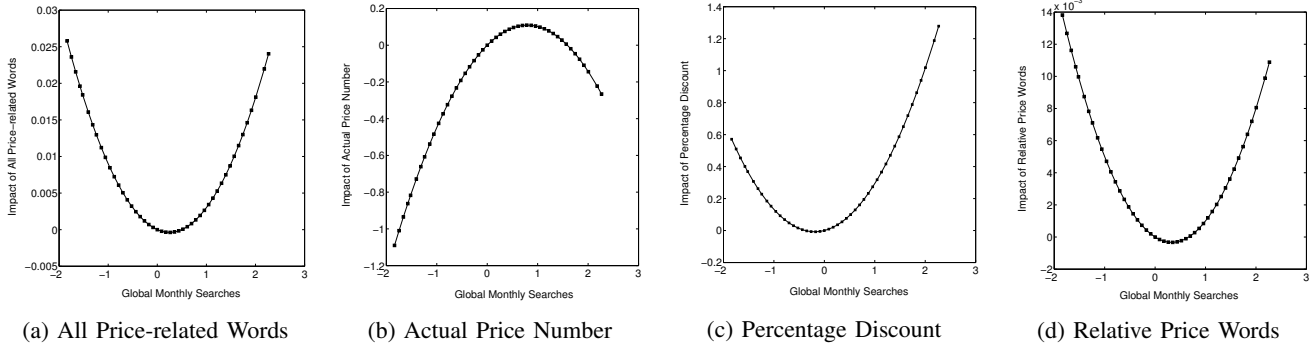 0.03
0.025
0.02
0.015
0.01
0.005
0
−0.005
−2 −1 0 1 2 3
Impact of All Price-related Words
Global Monthly Searches
(a) All Price-related Words
0.2
0
−0.2
−0.4
−0.6
−0.8
−1
−1.2
−2 −1 0 1 2 3
Impact of Actual Price Number
Global Monthly Searches
(b) Actual Price Number
1.4
1.2
1
0.8
0.6
0.4
0.2
0
−0.2
−2 −1 0 1 2 3
Impact of Percentage Discount
Global Monthly Searches
(c) Percentage Discount
14
12
10
8
6
4
2
0
−2
−2 −1 0 1 2 3
Impact of Relative Price Words
Global Monthly Searches
(d) Relative Price Words